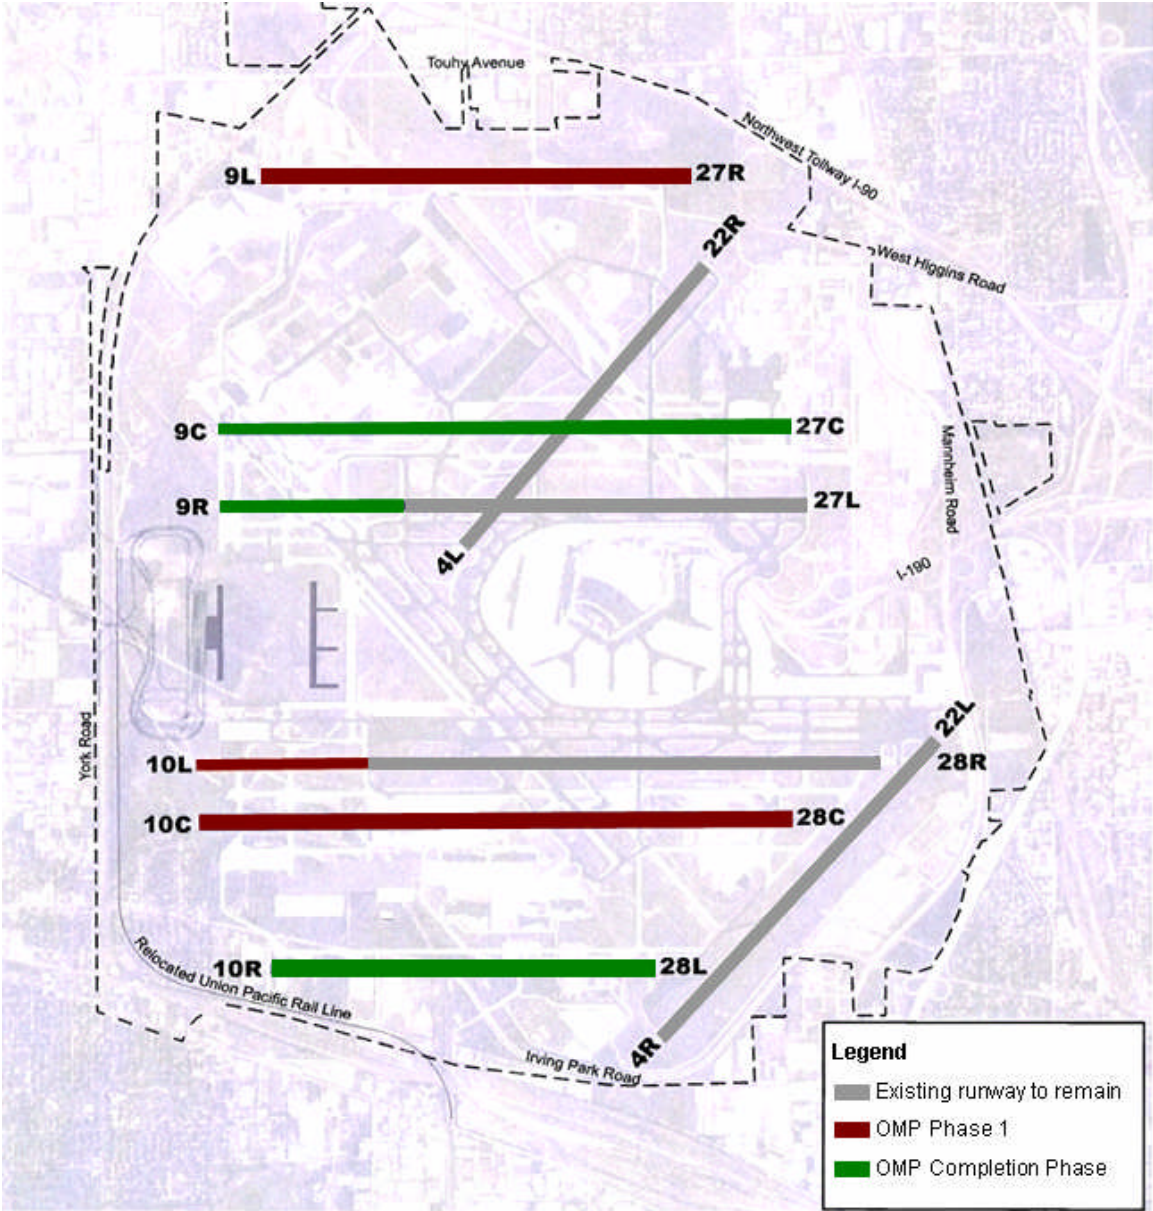 Touhy Avenue
Northwest Tollway I-90
9L
27R
22R
West Higgins Road
9C
27C
Mannheim Road
9R
27L
4L
I-190
York Road
22L
10L
28R
10C
28C
Relocated Union Pacific Rail Line
10R
28L
4R
Irving Park Road
Legend
Existing runway to remain
OMP Phase 1
OMP Completion Phase